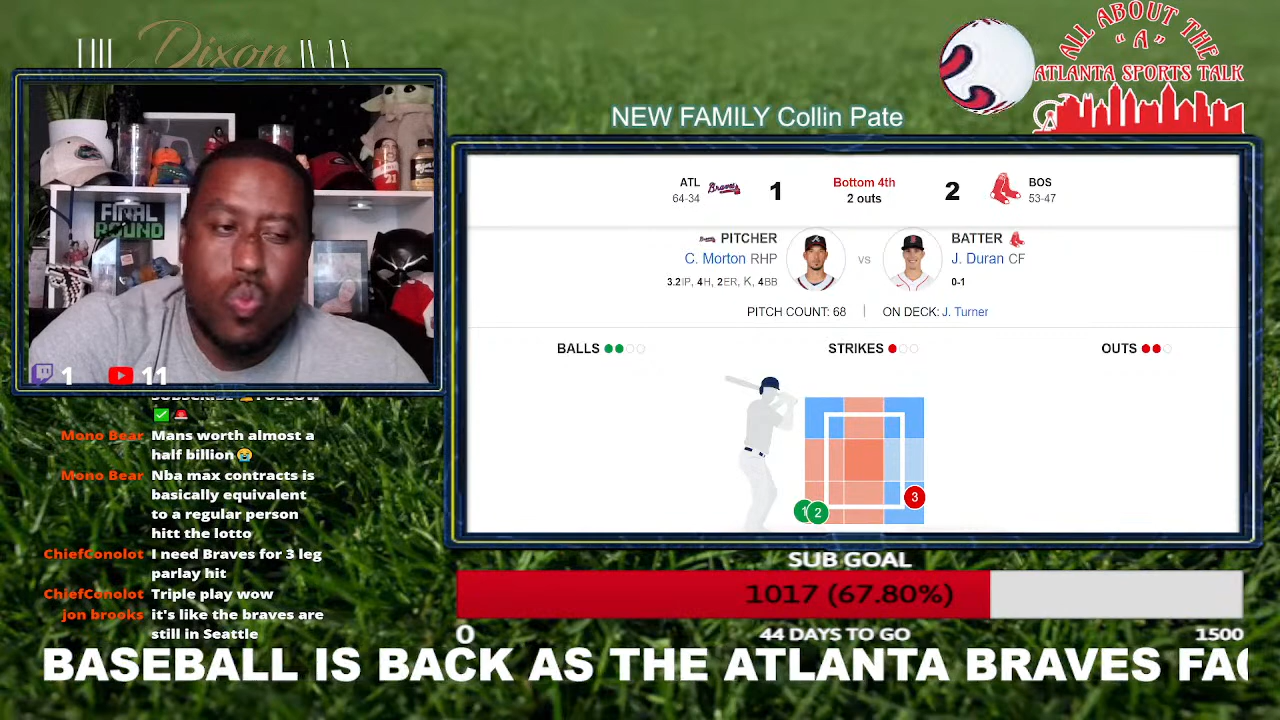 Dixon
ALL ABOUT THE
"A"
ATLANTA SPORTS TALK
NEW FAMILY Collin Pate
FINAL
ROUND
ATL
64-34
Braves
1
Bottom 4th
2 outs
2
BOS
53-47
PITCHER
C. Morton RHP
3.2IP, 4H, 2ER, K, 4BB
vs
BATTER
J. Duran CF
0-1
PITCH COUNT: 68
ON DECK: J. Turner
BALLS
STRIKES
OUTS
1
2
3
1
11
SUBSCRIBE FOLLOW
Mono Bear Mans worth almost a
half billion😭
Mono Bear Nba max contracts is
basically equivalent
to a regular person
hitt the lotto
ChiefConolot I need Braves for 3 leg
parlay hit
ChiefConolot Triple play wow
jon brooks it's like the braves are
still in Seattle
SUB GOAL
1017 (67.80%)
0
44 DAYS TO GO
1500
BASEBALL IS BACK AS THE ATLANTA BRAVES FAC